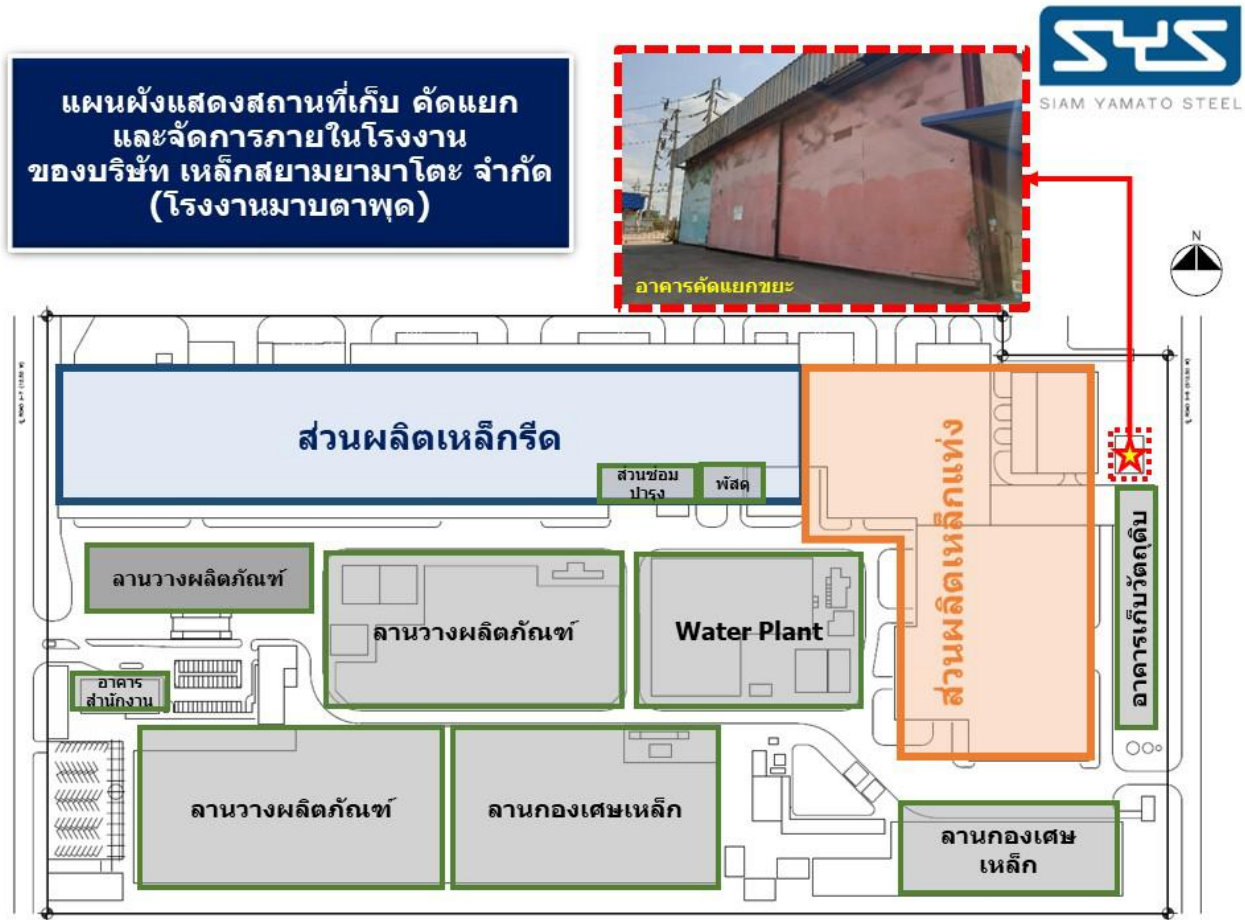 แผนผังแสดงสถานที่เก็บ คัดแยก
และจัดการภายในโรงงาน
ของบริษัท เหล็กสยามยามาโตะ จำกัด
(โรงงานมาบตาพุด)
SYS
SIAM YAMATO STEEL
อาคารคัดแยกขยะ
N
ส่วนผลิตเหล็กรีด
ส่วนซ่อม
ปารุง
พัสดุ
ส่วนผลิตเหล็กแท่ง
อาคารเก็บวัตถุดิบ
ลานวางผลิตภัณฑ์
ลานวางผลิตภัณฑ์
Water Plant
อาคาร
สำนักงาน
ลานวางผลิตภัณฑ์
ลานกองเศษเหล็ก
ลานกองเศษ
เหล็ก